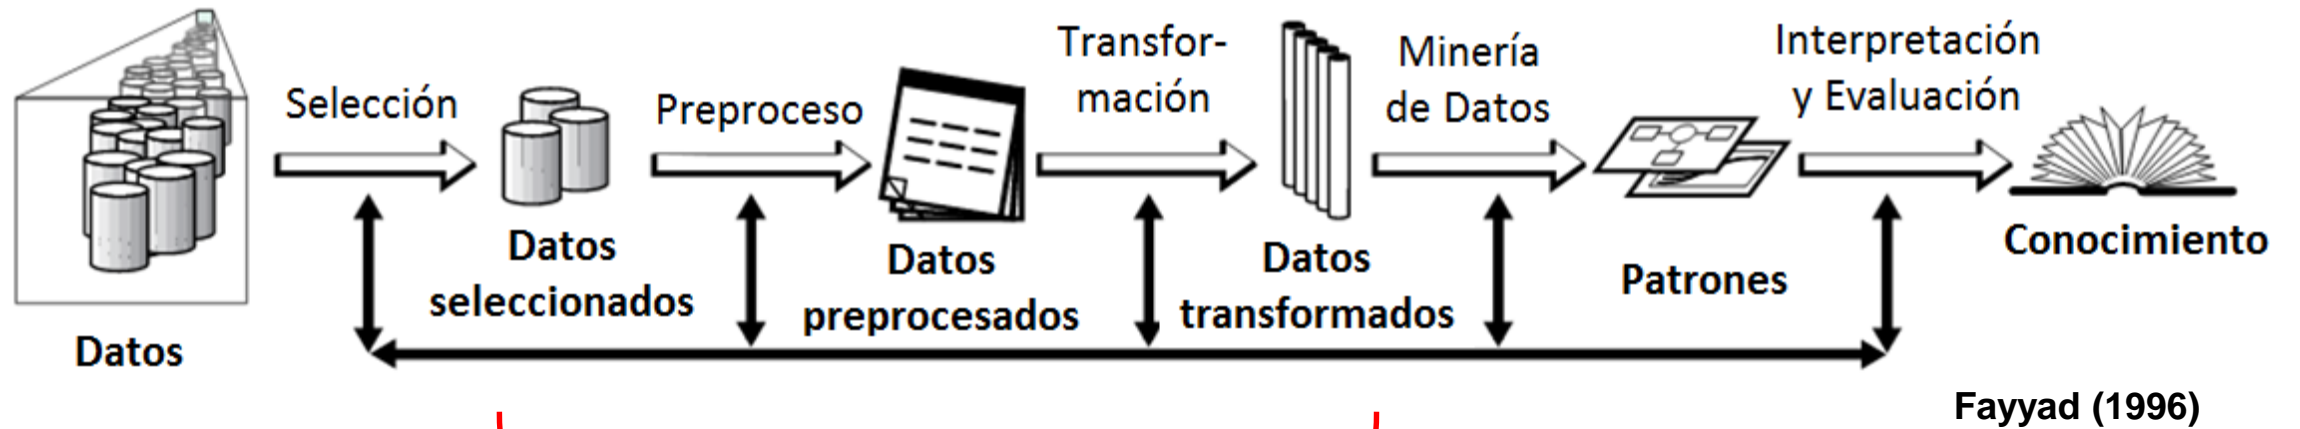 Selección
Preproceso
Transfor-
mación
Minería
de Datos
Interpretación
y Evaluación
Datos
Datos
seleccionados
Datos
preprocesados
Datos
transformados
Patrones
Conocimiento
Fayyad (1996)